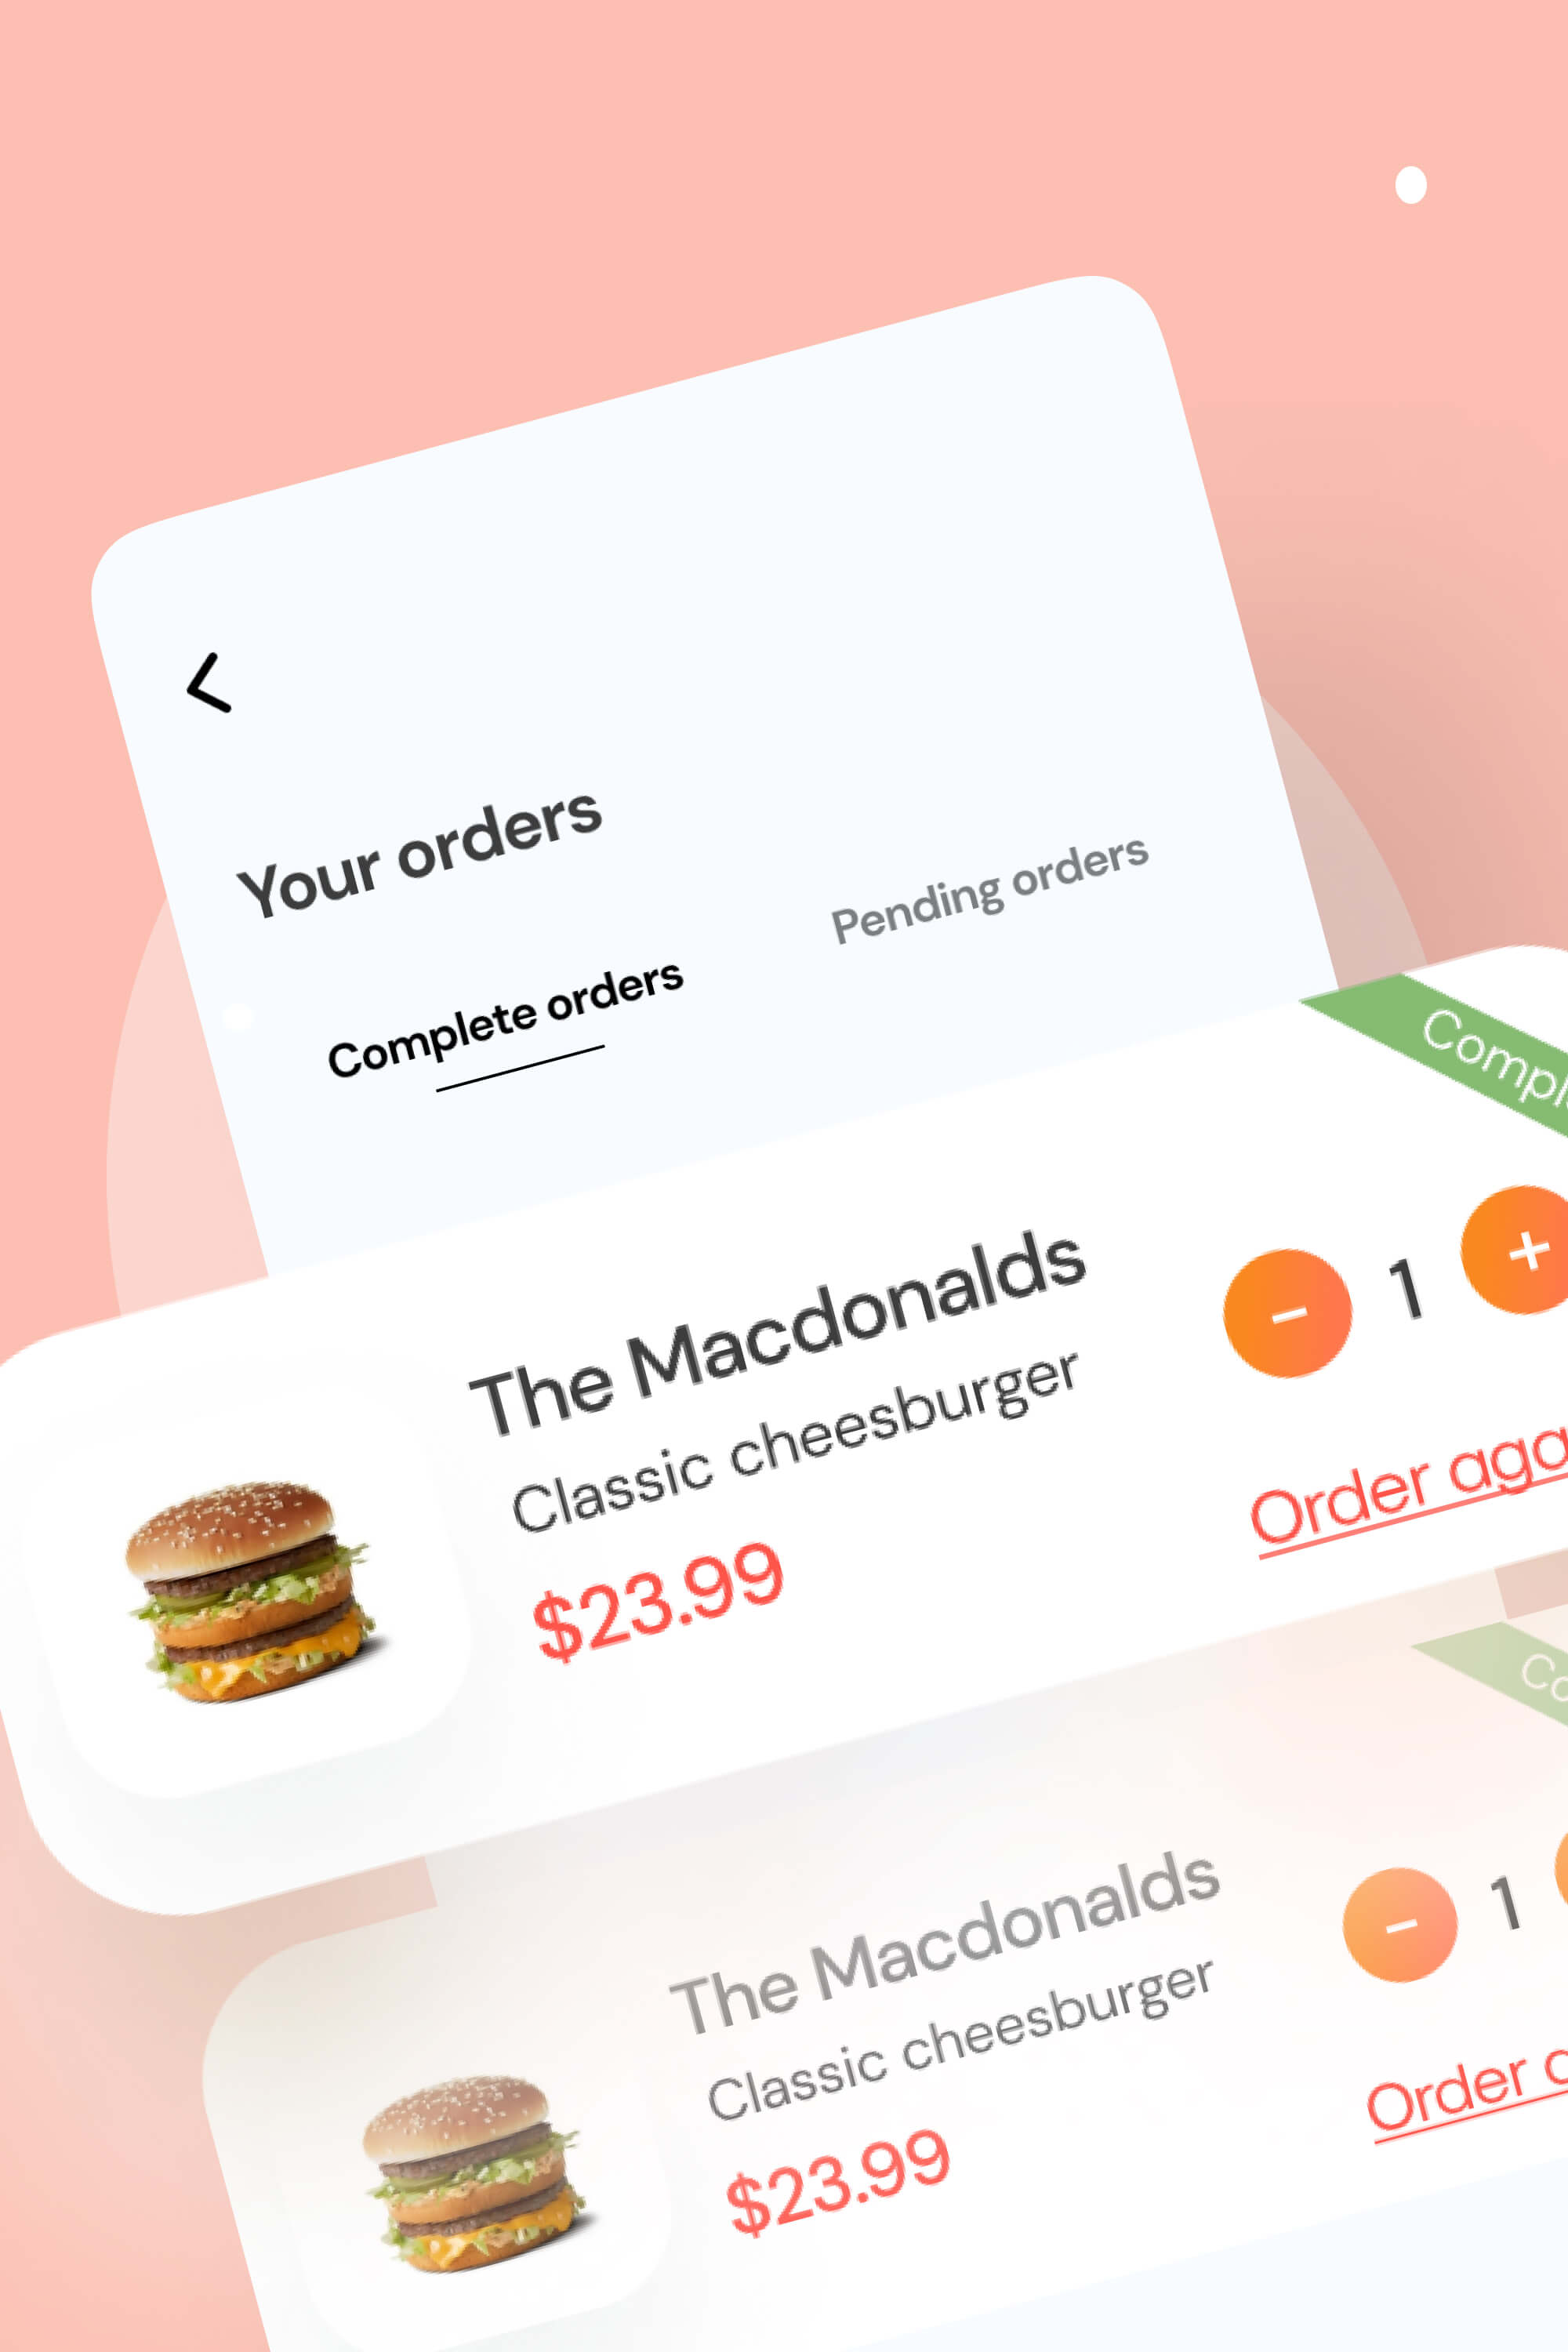 Your orders
Pending orders
Complete orders
Compl
The Macdonalds
Classic cheesburger
$23.99
- 1 +
Order aga
Co
The Macdonalds
Classic cheesburger
$23.99
- 1
Order